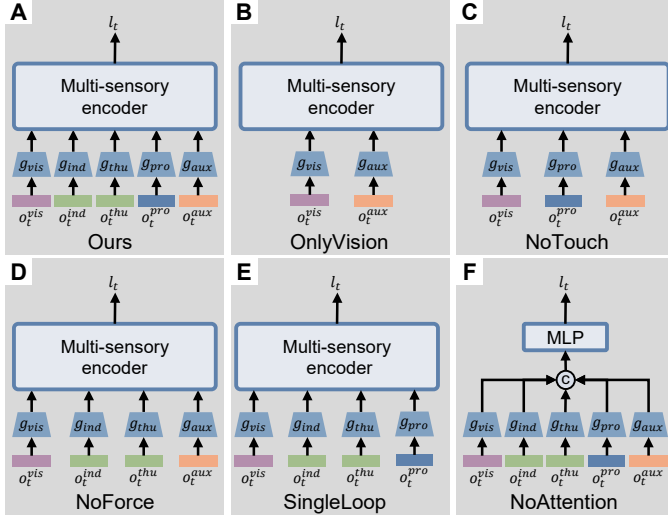 A
l_t
Multi-sensory
encoder
g_vis g_ind g_thu g_pro g_aux
o_t^vis o_t^ind o_t^thu o_t^pro o_t^aux
Ours
B
l_t
Multi-sensory
encoder
g_vis g_aux
o_t^vis o_t^aux
OnlyVision
C
l_t
Multi-sensory
encoder
g_vis g_pro g_aux
o_t^vis o_t^pro o_t^aux
NoTouch
D
l_t
Multi-sensory
encoder
g_vis g_ind g_thu g_aux
o_t^vis o_t^ind o_t^thu o_t^aux
NoForce
E
l_t
Multi-sensory
encoder
g_vis g_ind g_thu g_pro
o_t^vis o_t^ind o_t^thu o_t^pro
SingleLoop
F
l_t
MLP
C
g_vis g_ind g_thu g_pro g_aux
o_t^vis o_t^ind o_t^thu o_t^pro o_t^aux
NoAttention